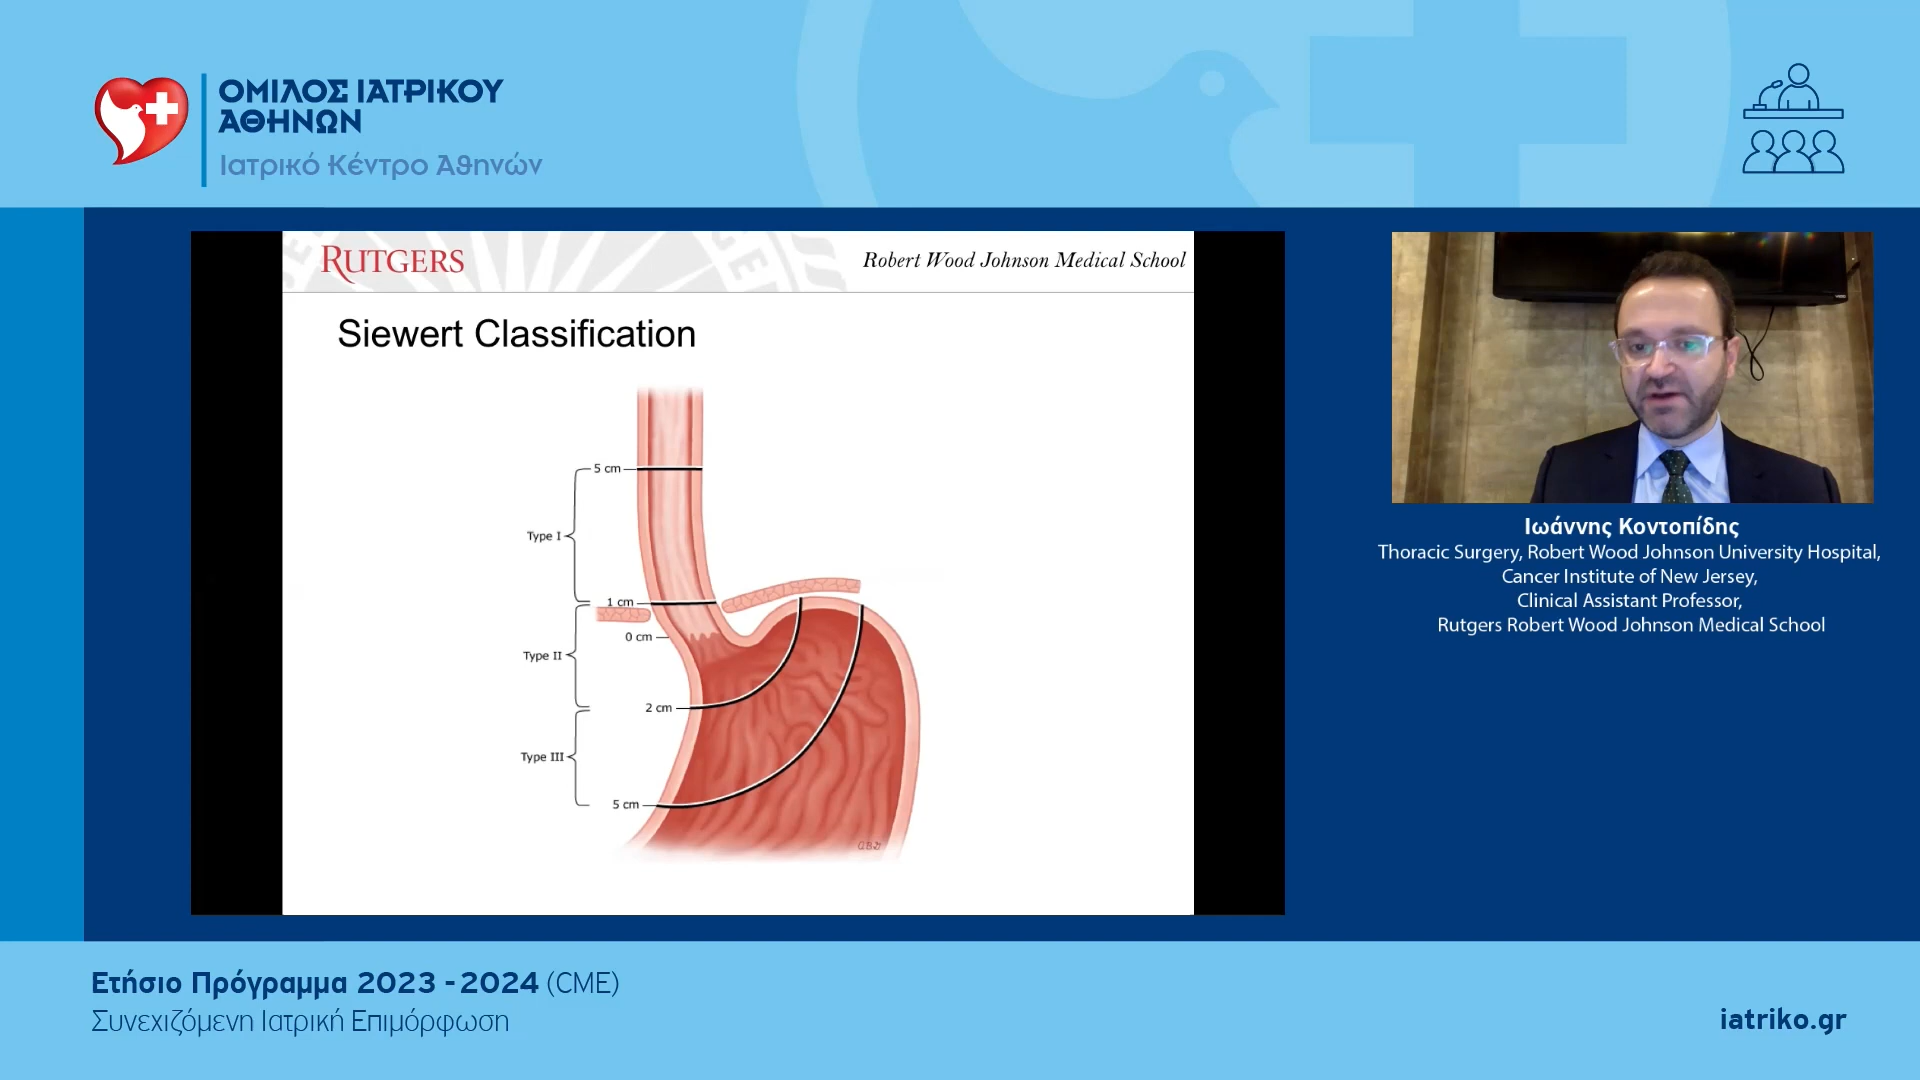 ΟΜΙΛΟΣ ΙΑΤΡΙΚΟΥ
ΑΘΗΝΩΝ
Ιατρικό Κέντρο Αθηνών
RUTGERS
Robert Wood Johnson Medical School
Siewert Classification
5 cm
Type I
1 cm
0 cm
Type II
2 cm
Type III
5 cm
Ιωάννης Κοντοπίδης
Thoracic Surgery, Robert Wood Johnson University Hospital,
Cancer Institute of New Jersey,
Clinical Assistant Professor,
Rutgers Robert Wood Johnson Medical School
Ετήσιο Πρόγραμμα 2023 - 2024 (CME)
Συνεχιζόμενη Ιατρική Επιμόρφωση
iatriko.gr